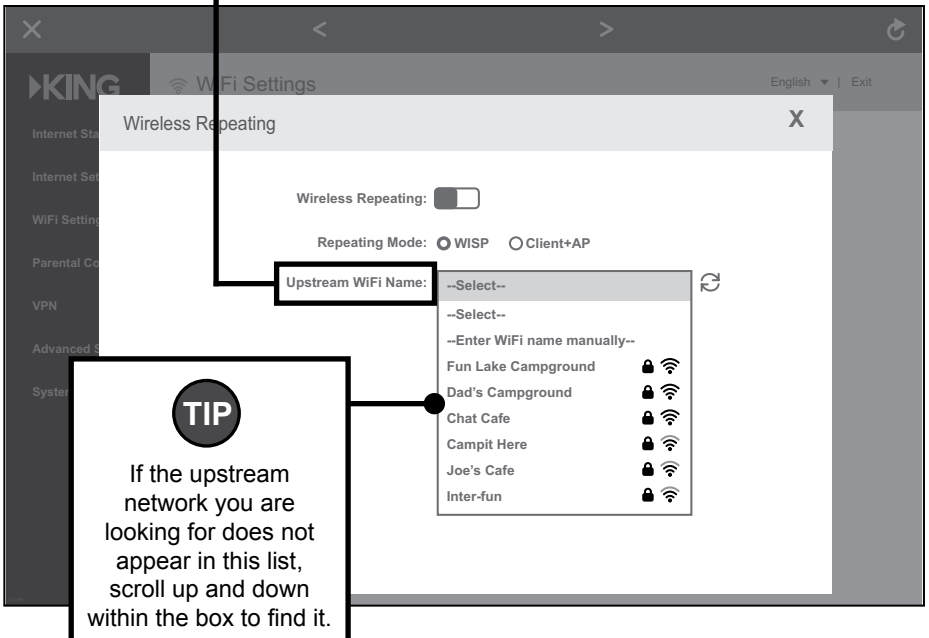 KING
WiFi Settings
English | Exit
Internet Sta
Wireless Repeating
X
Internet Set
WiFi Setting
Parental Co
VPN
Advanced S
System
Wireless Repeating:
Repeating Mode: WISP Client+AP
Upstream WiFi Name: --Select--
--Select--
--Enter WiFi name manually--
Fun Lake Campground
Dad's Campground
Chat Cafe
Campit Here
Joe's Cafe
Inter-fun
TIP
If the upstream
network you are
looking for does not
appear in this list,
scroll up and down
within the box to find it.